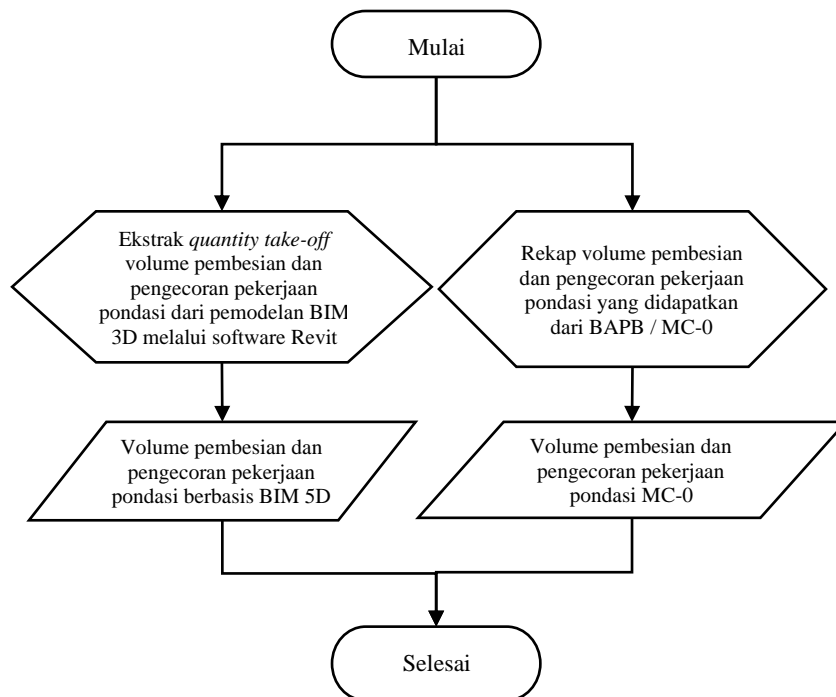 Mulai
Ekstrak quantity take-off
volume pembesian dan
pengecoran pekerjaan
pondasi dari pemodelan BIM
3D melalui software Revit
Rekap volume pembesian
dan pengecoran pekerjaan
pondasi yang didapatkan
dari BAPB / MC-0
Volume pembesian dan
pengecoran pekerjaan
pondasi berbasis BIM 5D
Volume pembesian dan
pengecoran pekerjaan
pondasi MC-0
Selesai